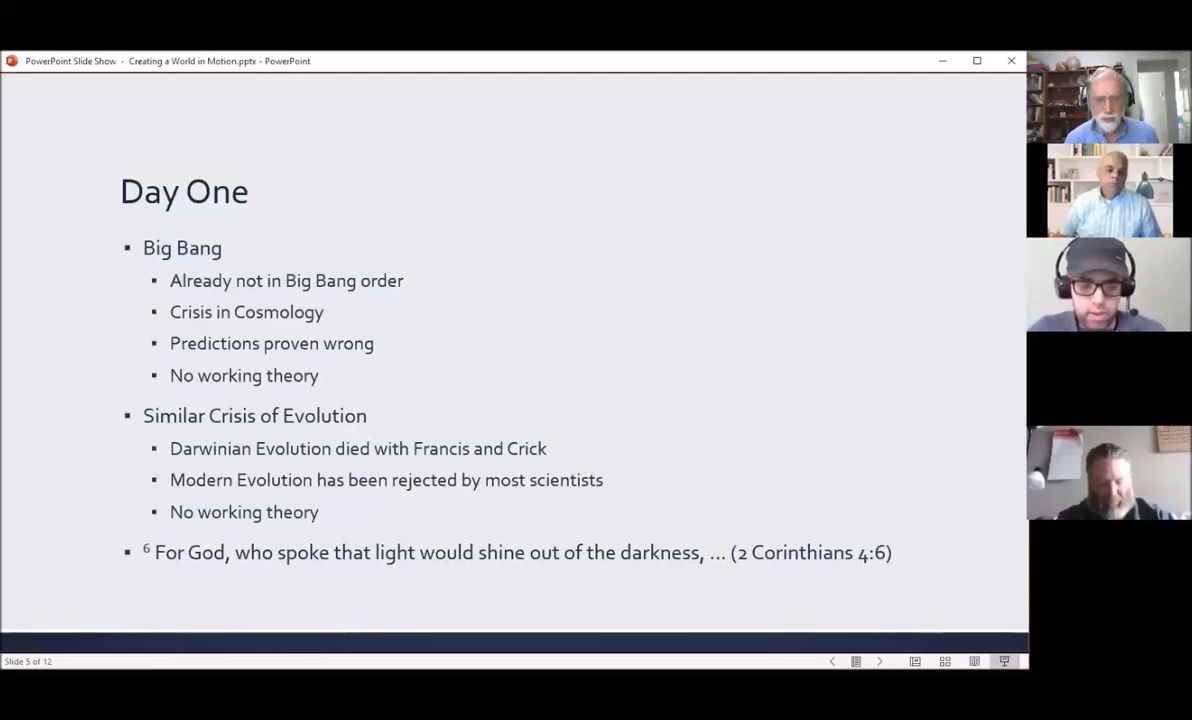 PowerPoint Slide Show - Creating a World in Motion.pptx - PowerPoint
Day One
▪ Big Bang
▪ Already not in Big Bang order
▪ Crisis in Cosmology
▪ Predictions proven wrong
▪ No working theory
▪ Similar Crisis of Evolution
▪ Darwinian Evolution died with Francis and Crick
▪ Modern Evolution has been rejected by most scientists
▪ No working theory
▪ ⁶ For God, who spoke that light would shine out of the darkness, ... (2 Corinthians 4:6)
Slide 5 of 12